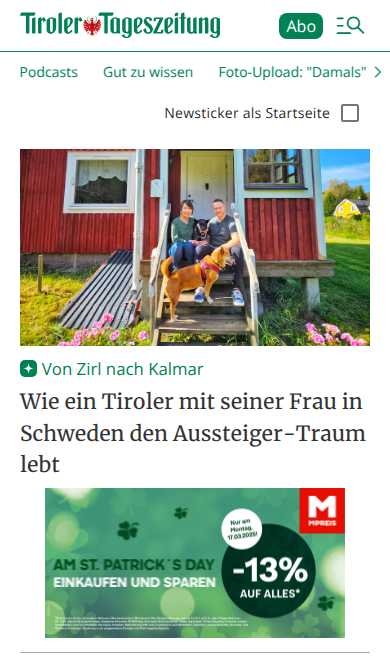 Tiroler Tageszeitung
Abo
Podcasts Gut zu wissen Foto-Upload: "Damals"
Newsticker als Startseite
Von Zirl nach Kalmar
Wie ein Tiroler mit seiner Frau in
Schweden den Aussteiger-Traum
lebt
M
MPREIS
Nur am
Montag,
17.03.2025!
AM ST. PATRICK´S DAY
EINKAUFEN UND SPAREN
-13%
AUF ALLES*